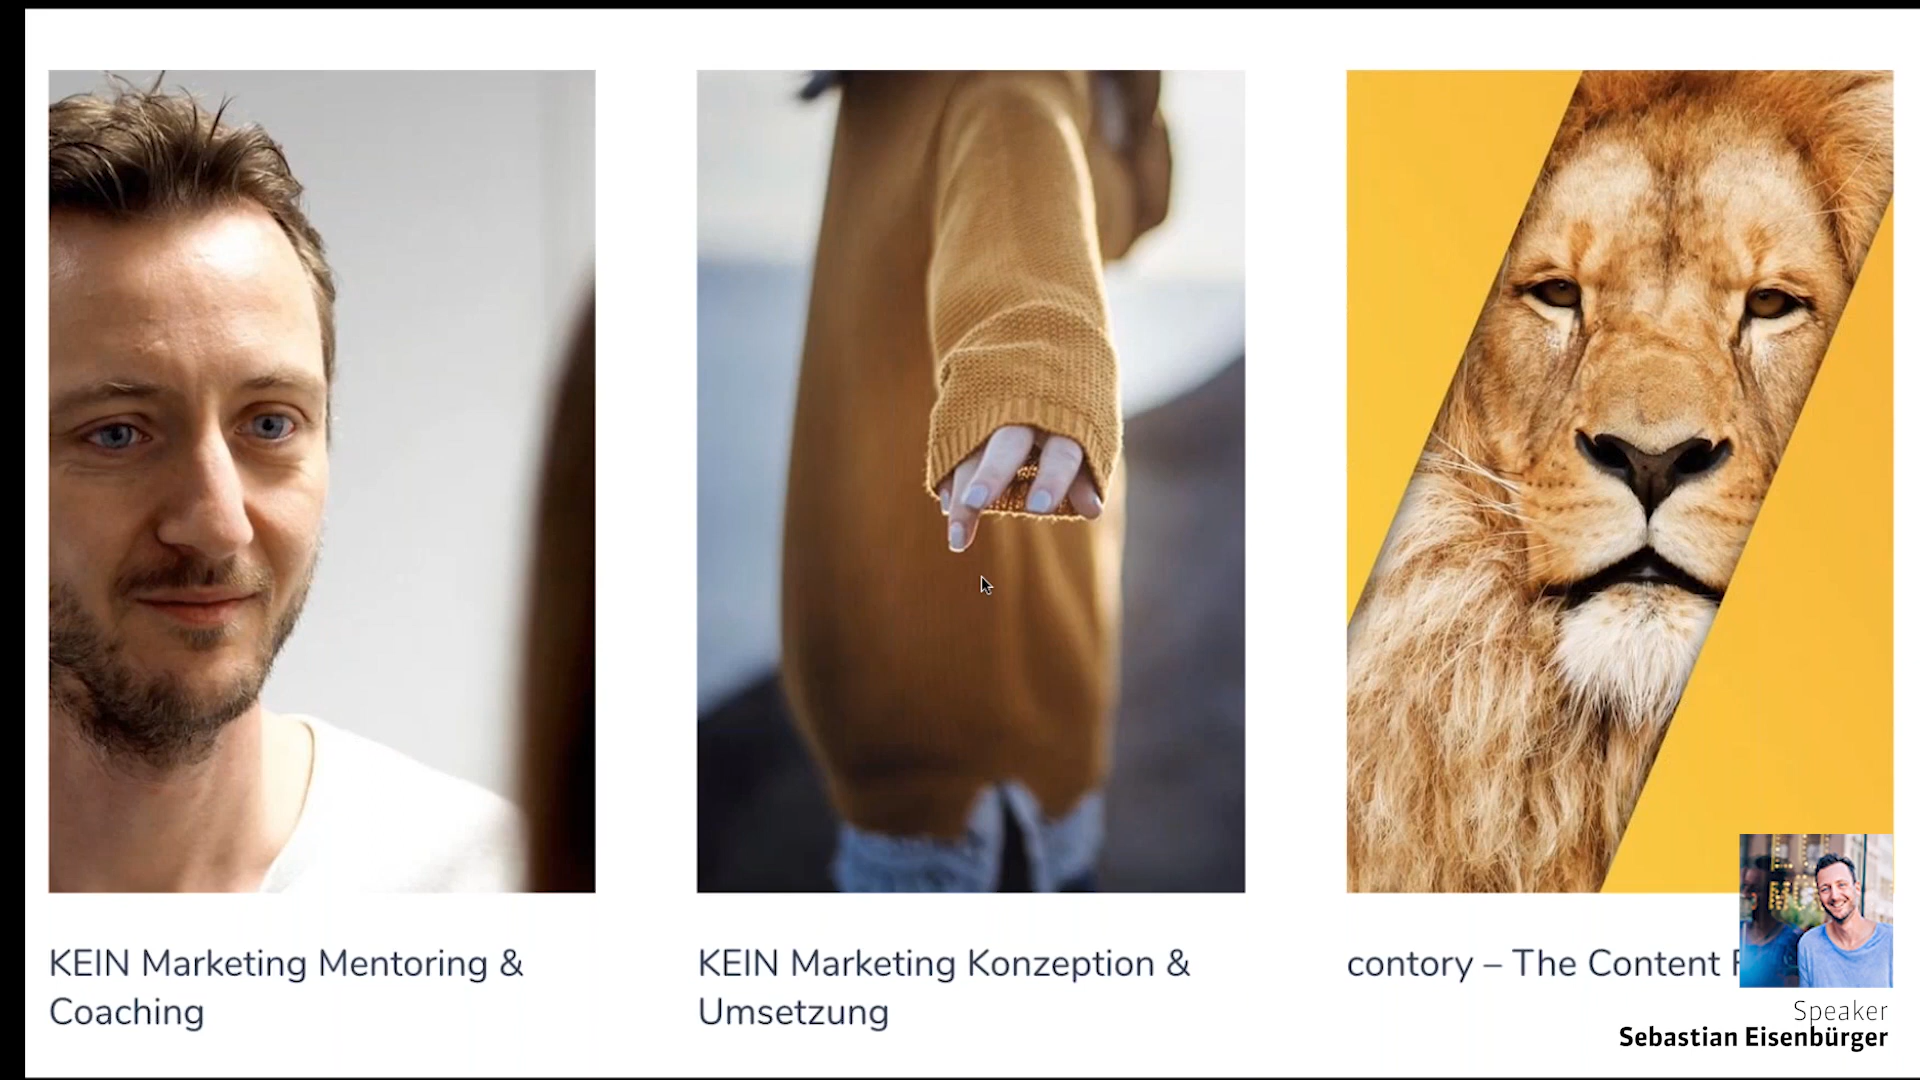 KEIN Marketing Mentoring &
Coaching
KEIN Marketing Konzeption &
Umsetzung
contory – The Content
Speaker
Sebastian Eisenbürger